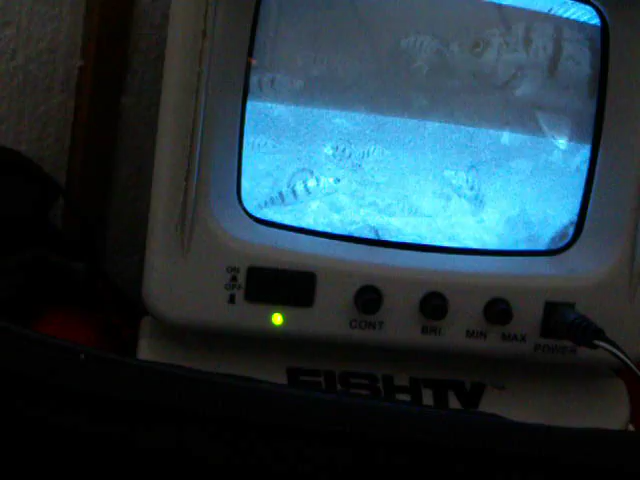 ON
OFF
CONT
BRI.
MIN MAX
POWER
FISHTV